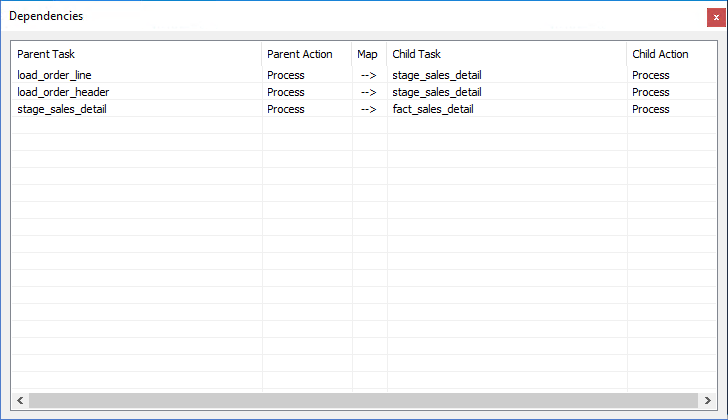 Dependencies
x
Parent Task Parent Action Map Child Task Child Action
load_order_line Process --> stage_sales_detail Process
load_order_header Process --> stage_sales_detail Process
stage_sales_detail Process --> fact_sales_detail Process